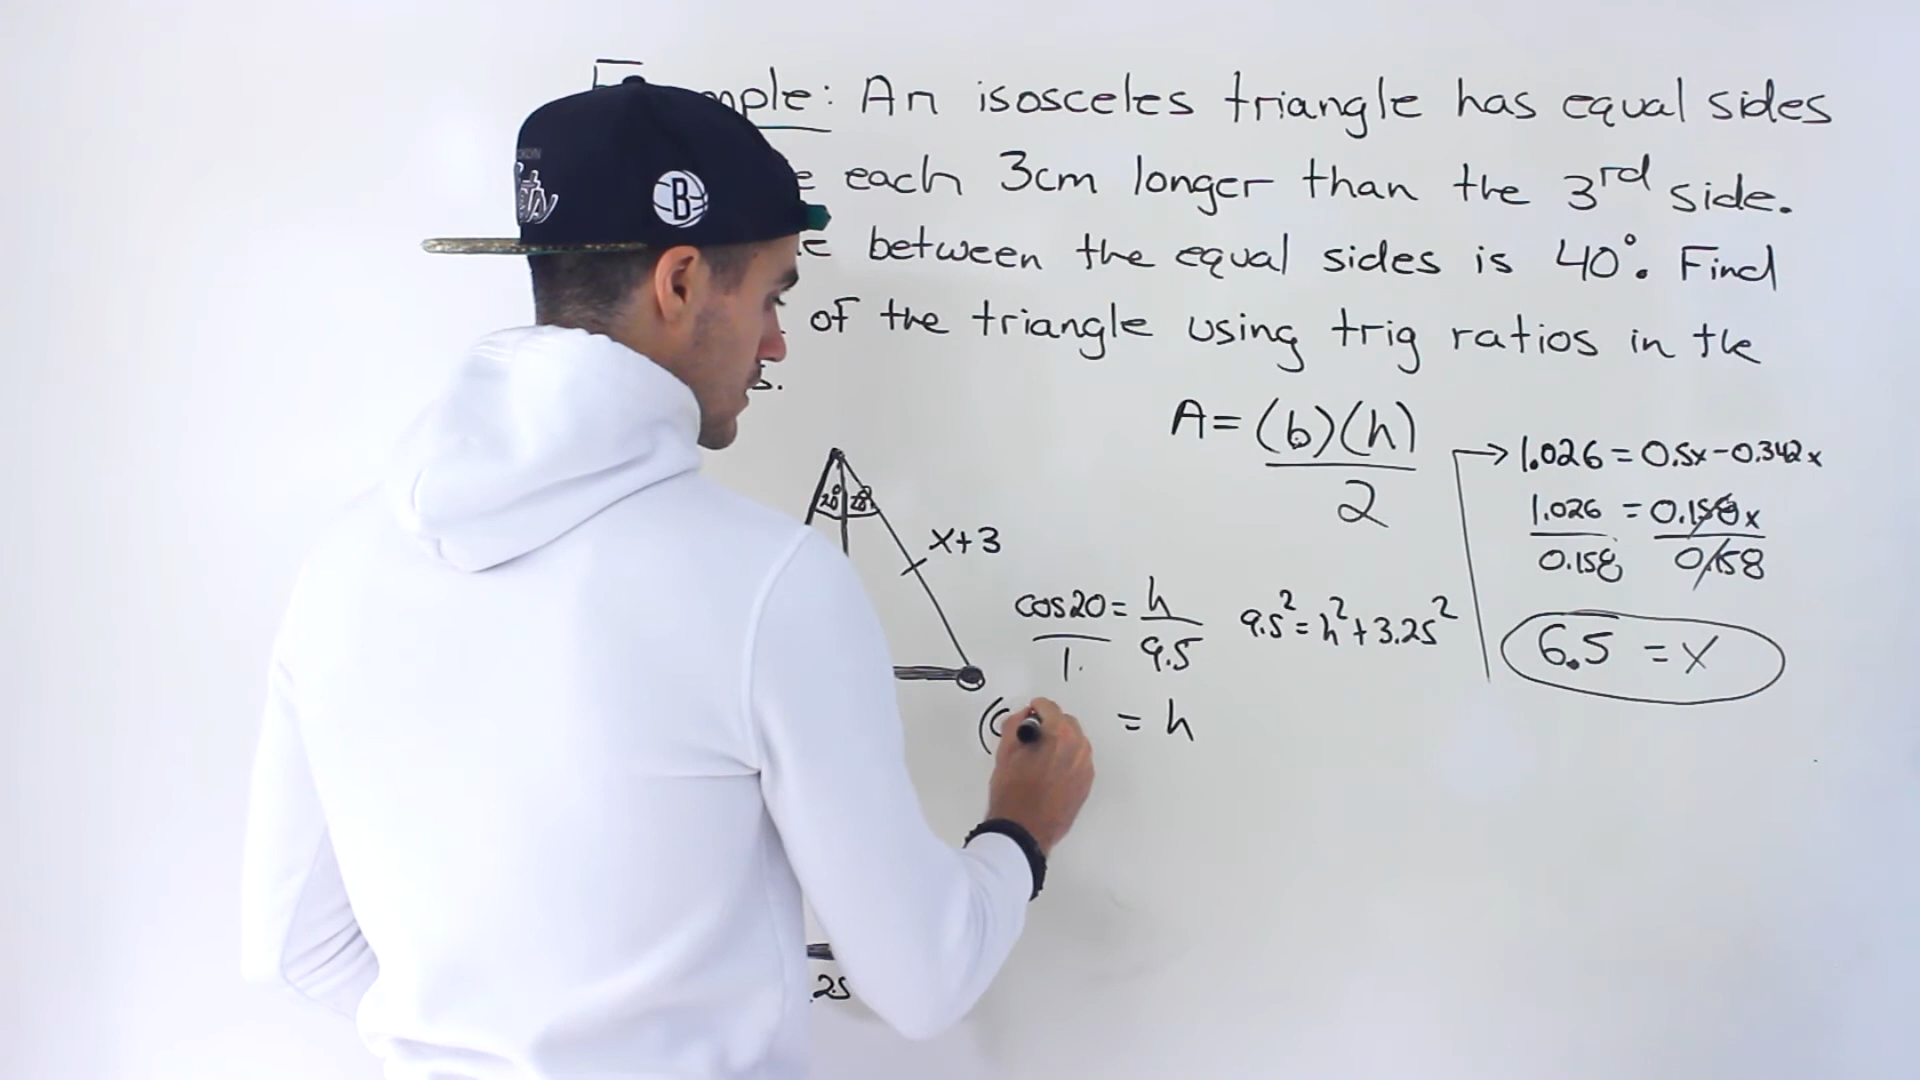 mple: An isosceles triangle has equal sides
e each 3cm longer than the 3rd side.
between the equal sides is 40°. Find
of the triangle using trig ratios in the
s.
A = (b)(h)
2
1.026 = 0.5x - 0.342x
1.026 = 0.158x
0.158 0.158
6.5 = x
20° 20°
x+3
cos20 = h
1 9.5
9.5² = h² + 3.25²
= h
.25
B